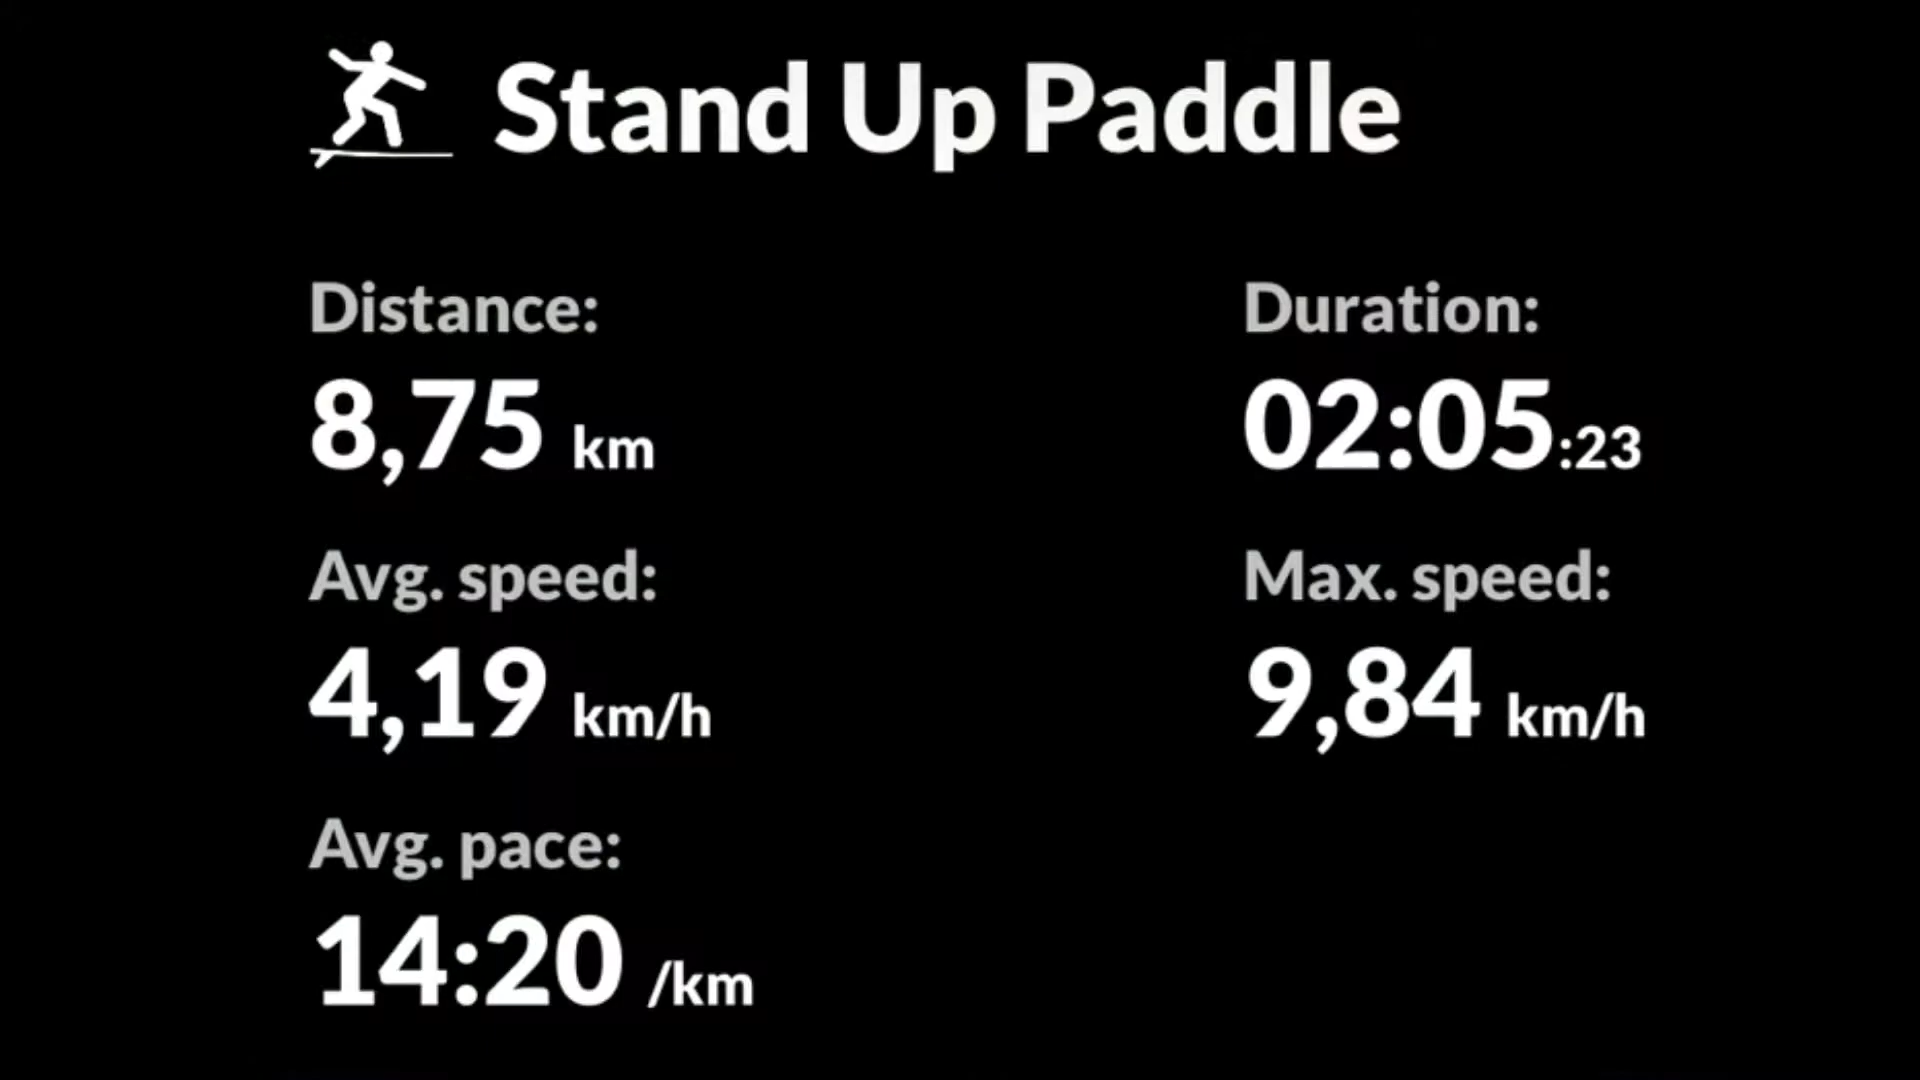 Stand Up Paddle
Distance:
8,75 km
Duration:
02:05:23
Avg. speed:
4,19 km/h
Max. speed:
9,84 km/h
Avg. pace:
14:20 /km